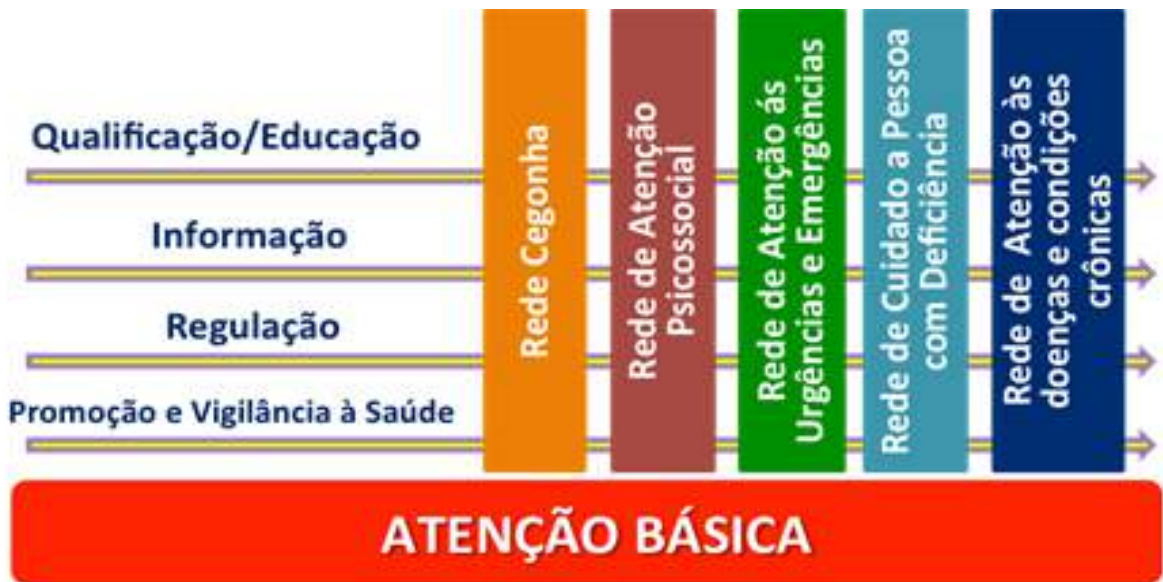 Qualificação/Educação
Informação
Regulação
Promoção e Vigilância à Saúde
Rede Cegonha
Rede de Atenção
Psicossocial
Rede de Atenção ás
Urgências e Emergências
Rede de Cuidado a Pessoa
com Deficiência
Rede de Atenção às
doenças e condições
crônicas
ATENÇÃO BÁSICA